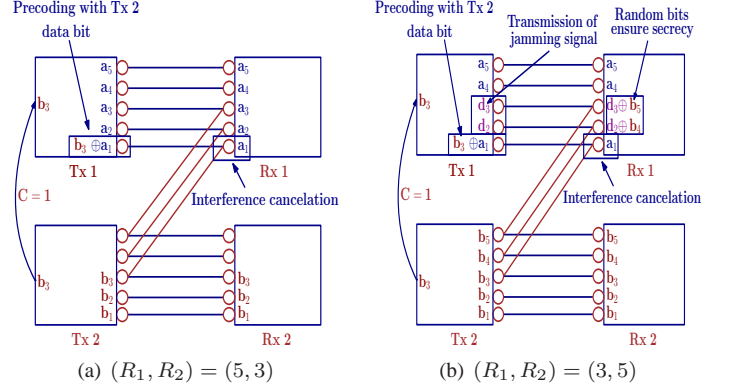 Precoding with Tx 2
data bit
a5
a4
a3
a2
b3 ⊕a1
b3
Tx 1
C = 1
a5
a4
a3
a2
a1
Rx 1
Interference cancelation
b3
b3
b2
b1
Tx 2
Rx 2
(a) (R1, R2) = (5, 3)
Precoding with Tx 2
data bit
Transmission of
jamming signal
Random bits
ensure secrecy
a5
a4
d3
d2
b3 ⊕a1
b3
Tx 1
C = 1
a5
a4
d3⊕ b5
d2⊕ b4
a1
Rx 1
Interference cancelation
b3
b5
b4
b3
b2
b1
Tx 2
b5
b4
b3
b2
b1
Rx 2
(b) (R1, R2) = (3, 5)